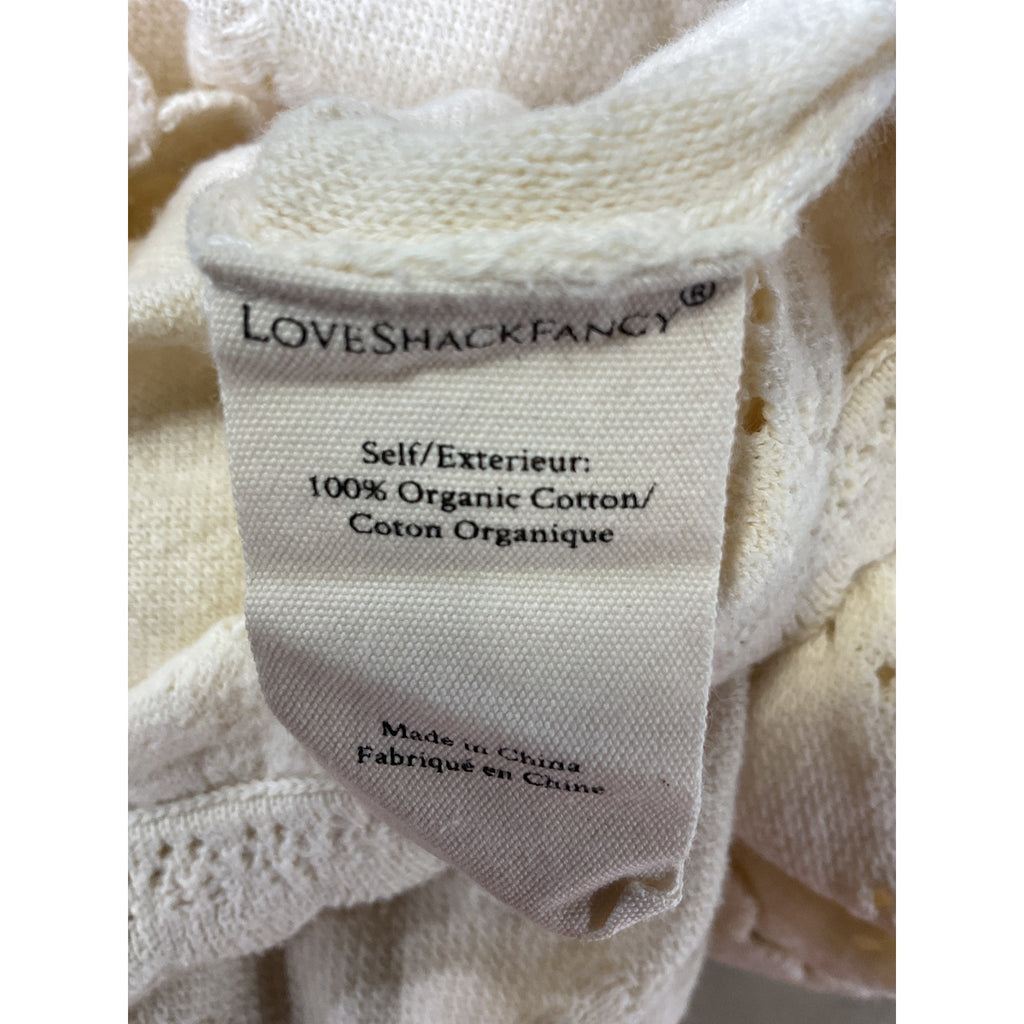 LOVESHACKFANCY®
Self/Exterieur:
100% Organic Cotton/
Coton Organique
Made in China
Fabriqué en Chine